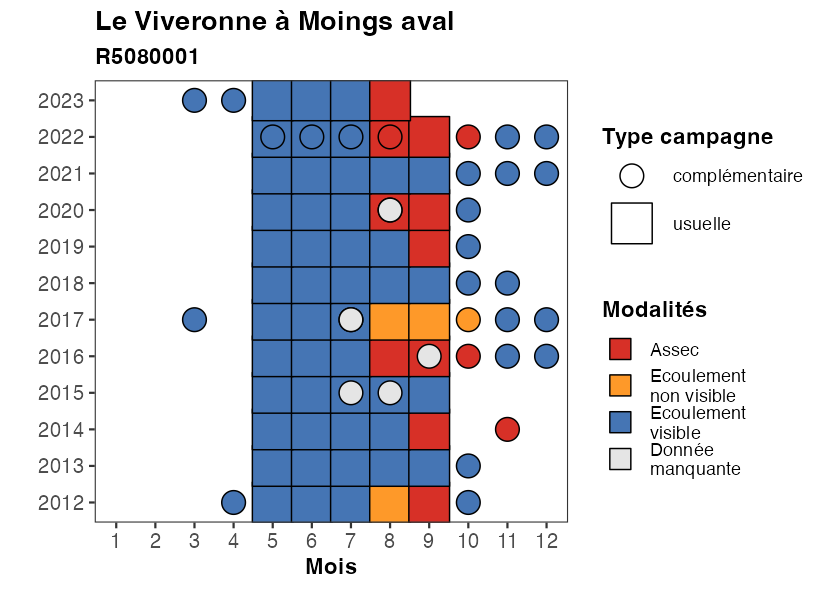 Le Viveronne à Moings aval
R5080001
2023
2022
2021
2020
2019
2018
2017
2016
2015
2014
2013
2012
1 2 3 4 5 6 7 8 9 10 11 12
Mois
Type campagne
complémentaire
usuelle
Modalités
Assec
Ecoulement
non visible
Ecoulement
visible
Donnée
manquante